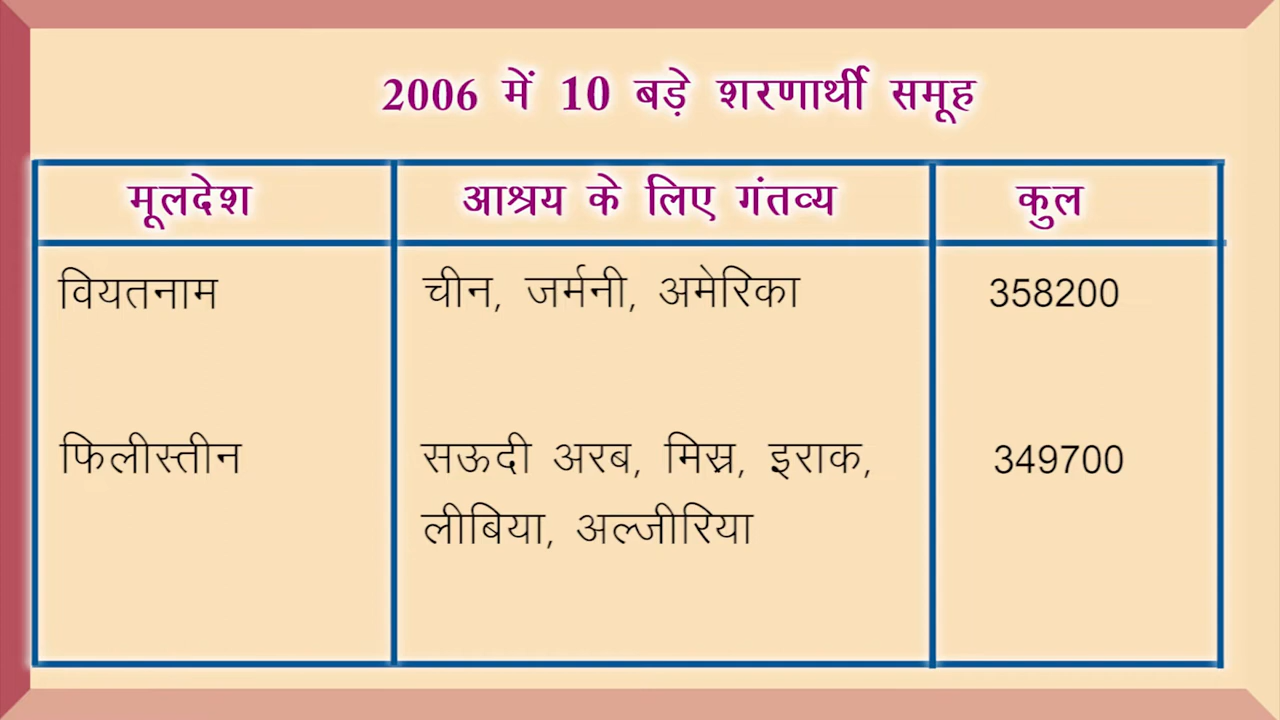 2006 में 10 बड़े शरणार्थी समूह
मूलदेश आश्रय के लिए गंतव्य कुल
वियतनाम चीन, जर्मनी, अमेरिका 358200
फिलीस्तीन सऊदी अरब, मिस्र, इराक, 349700
लीबिया, अल्जीरिया